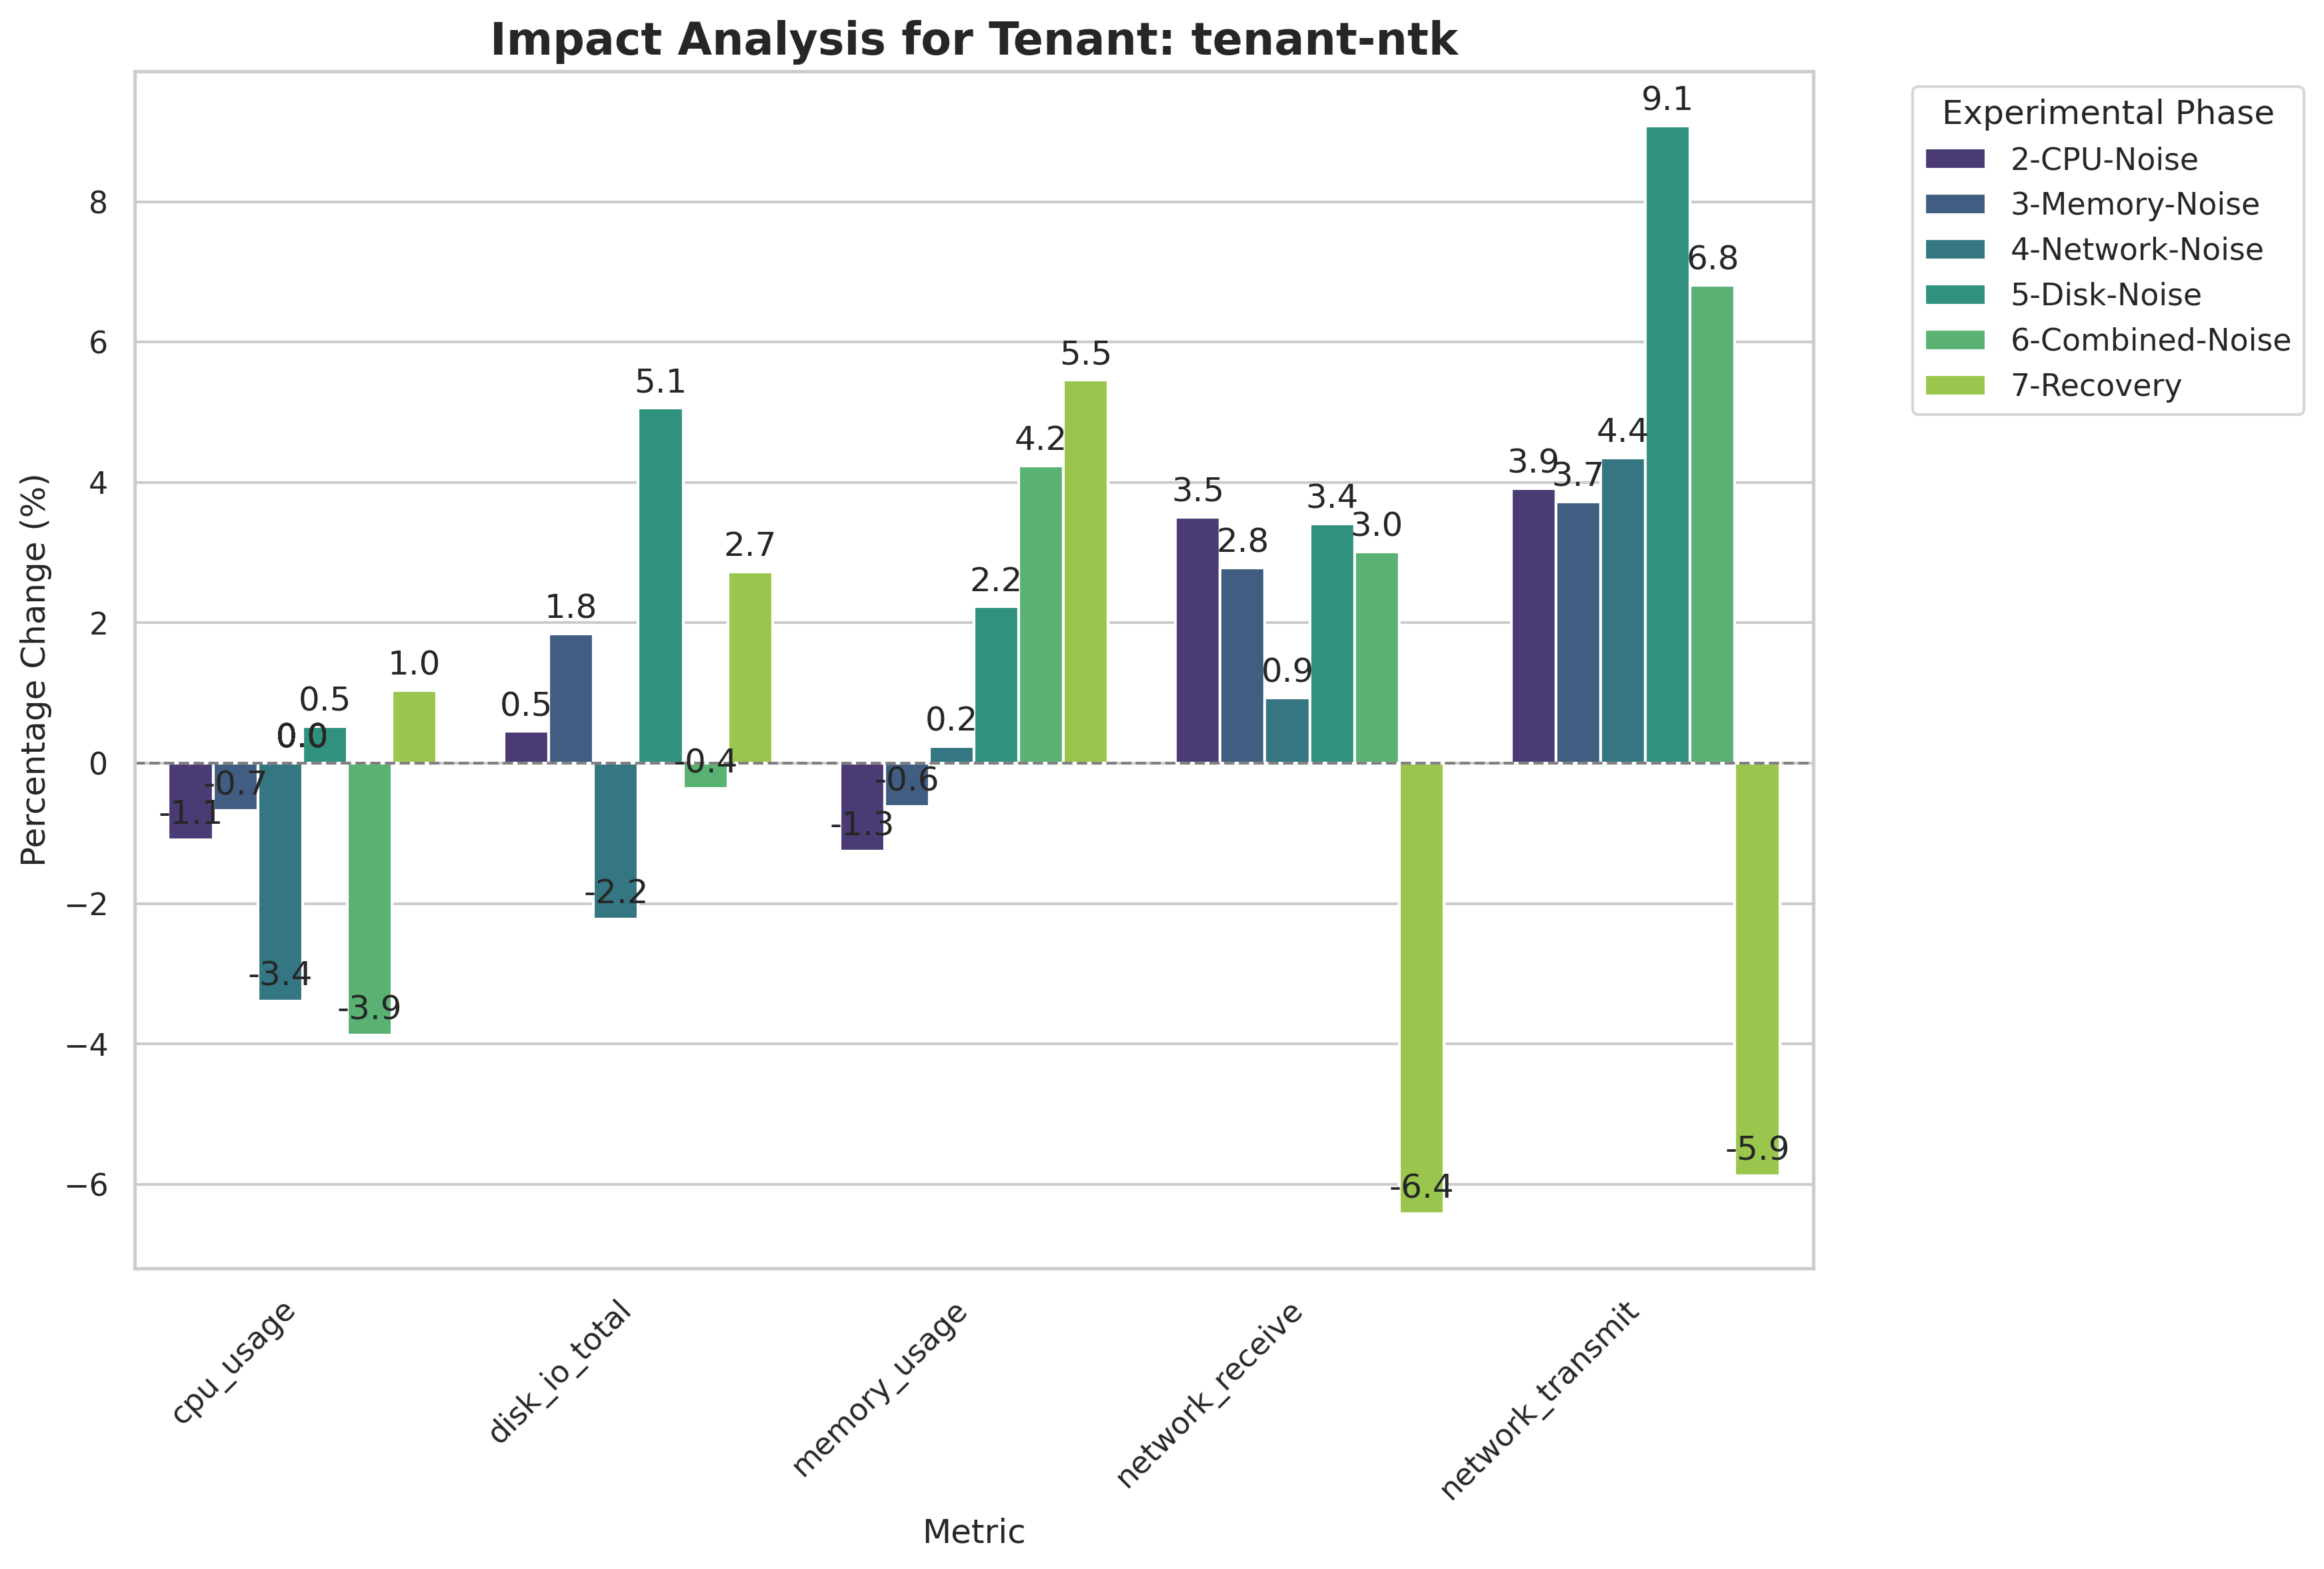 Impact Analysis for Tenant: tenant-ntk
Experimental Phase
2-CPU-Noise
3-Memory-Noise
4-Network-Noise
5-Disk-Noise
6-Combined-Noise
7-Recovery
Percentage Change (%)
8
6
4
2
0
−2
−4
−6
-1.1
-0.7
-3.4
0.0
0.5
-3.9
1.0
0.5
1.8
-2.2
5.1
-0.4
2.7
-1.3
-0.6
0.2
2.2
4.2
5.5
3.5
2.8
0.9
3.4
3.0
-6.4
3.9
3.7
4.4
9.1
6.8
-5.9
cpu_usage
disk_io_total
memory_usage
network_receive
network_transmit
Metric